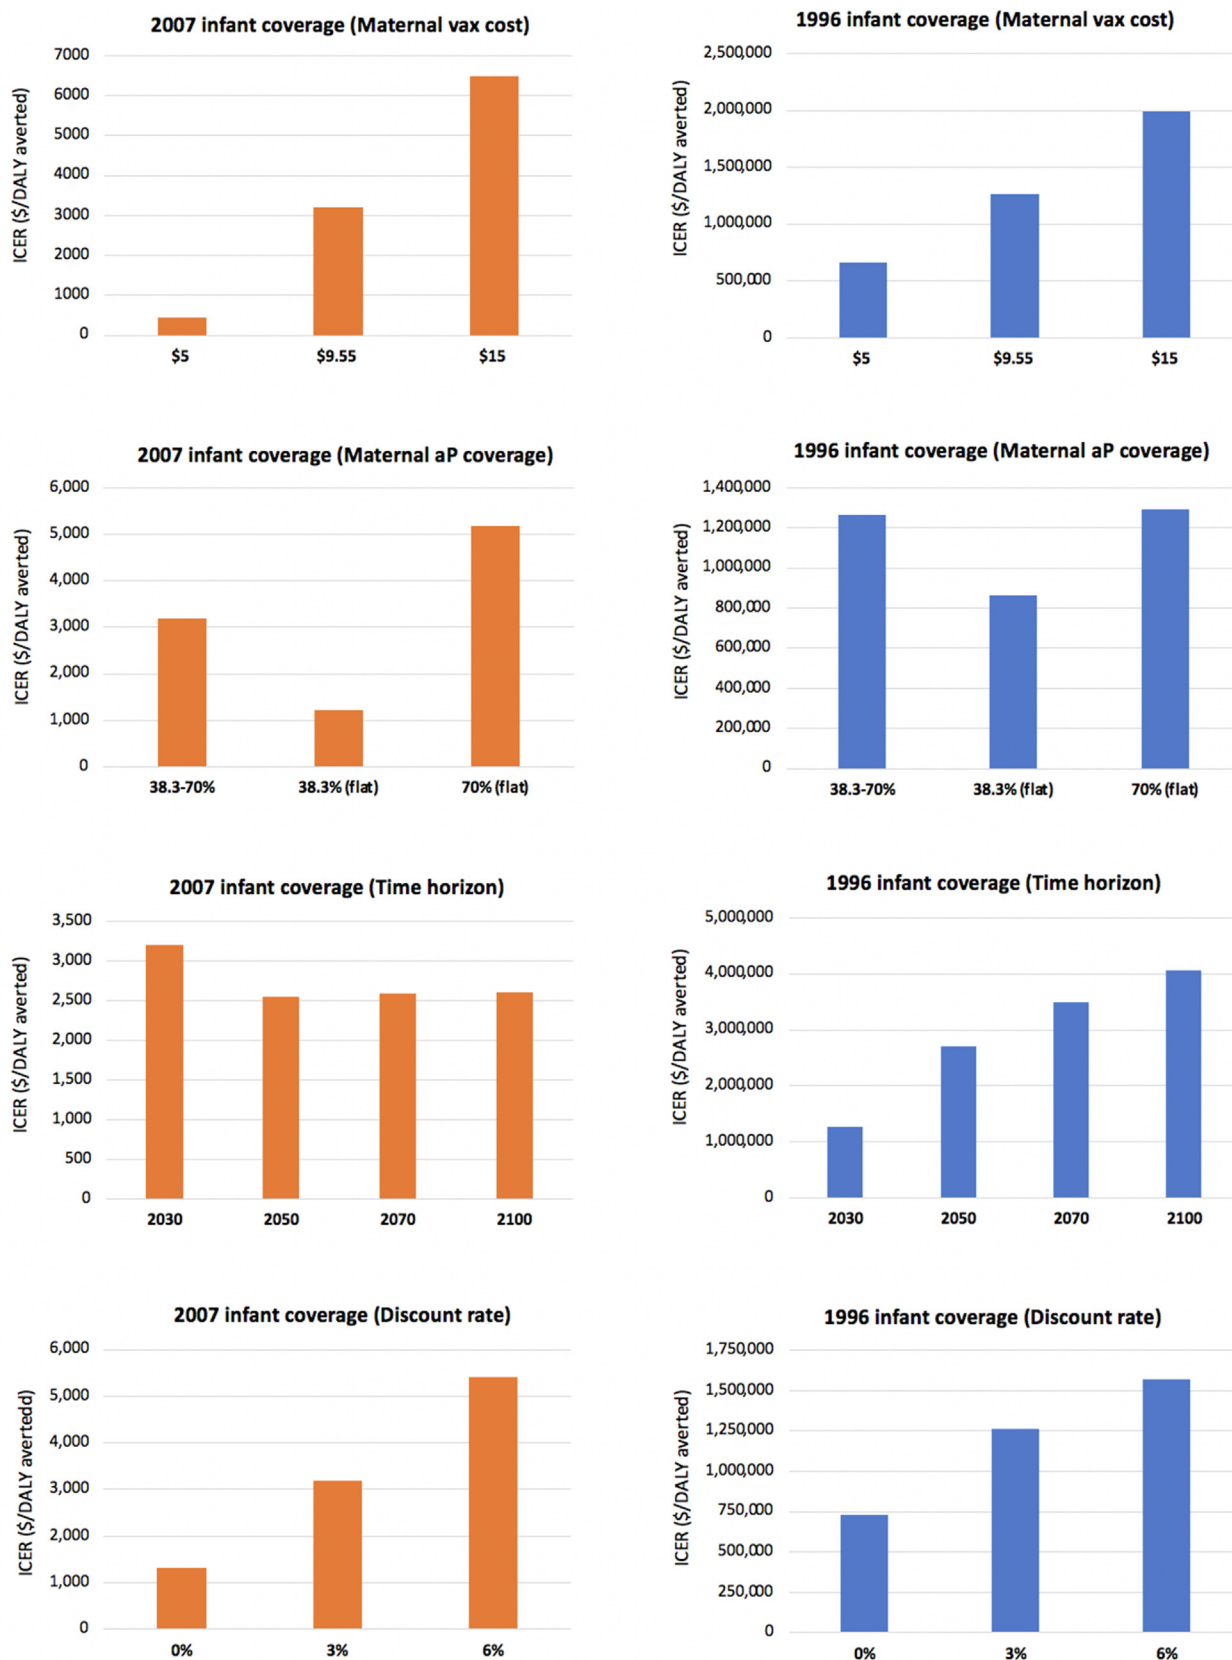 2007 infant coverage (Maternal vax cost)
ICER ($/DALY averted)
7000
6000
5000
4000
3000
2000
1000
0
$5 $9.55 $15
1996 infant coverage (Maternal vax cost)
ICER ($/DALY averted)
2,500,000
2,000,000
1,500,000
1,000,000
500,000
0
$5 $9.55 $15
2007 infant coverage (Maternal aP coverage)
ICER ($/DALY averted)
6,000
5,000
4,000
3,000
2,000
1,000
0
38.3-70% 38.3% (flat) 70% (flat)
1996 infant coverage (Maternal aP coverage)
ICER ($/DALY averted)
1,400,000
1,200,000
1,000,000
800,000
600,000
400,000
200,000
0
38.3-70% 38.3% (flat) 70% (flat)
2007 infant coverage (Time horizon)
ICER ($/DALY averted)
3,500
3,000
2,500
2,000
1,500
1,000
500
0
2030 2050 2070 2100
1996 infant coverage (Time horizon)
ICER ($/DALY averted)
5,000,000
4,000,000
3,000,000
2,000,000
1,000,000
0
2030 2050 2070 2100
2007 infant coverage (Discount rate)
ICER ($/DALY avertedd)
6,000
5,000
4,000
3,000
2,000
1,000
0
0% 3% 6%
1996 infant coverage (Discount rate)
ICER ($/DALY averted)
1,750,000
1,500,000
1,250,000
1,000,000
750,000
500,000
250,000
0
0% 3% 6%